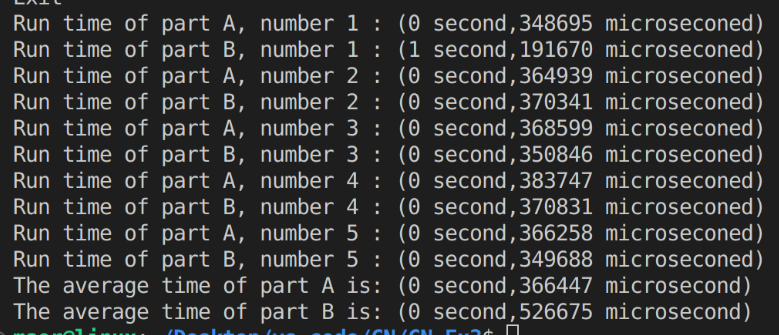 Exit
Run time of part A, number 1 : (0 second,348695 microseconed)
Run time of part B, number 1 : (1 second,191670 microseconed)
Run time of part A, number 2 : (0 second,364939 microseconed)
Run time of part B, number 2 : (0 second,370341 microseconed)
Run time of part A, number 3 : (0 second,368599 microseconed)
Run time of part B, number 3 : (0 second,350846 microseconed)
Run time of part A, number 4 : (0 second,383747 microseconed)
Run time of part B, number 4 : (0 second,370831 microseconed)
Run time of part A, number 5 : (0 second,366258 microseconed)
Run time of part B, number 5 : (0 second,349688 microseconed)
The average time of part A is: (0 second,366447 microsecond)
The average time of part B is: (0 second,526675 microsecond)